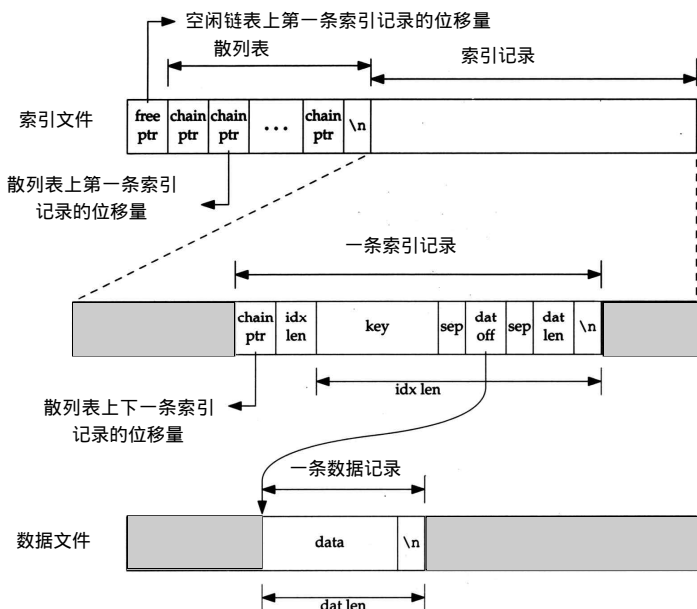 空闲链表上第一条索引记录的位移量
散列表
索引记录
索引文件
free ptr
chain ptr
chain ptr
• • •
chain ptr
\n
散列表上第一条索引
记录的位移量
一条索引记录
chain ptr
idx len
key
sep
dat off
sep
dat len
\n
idx len
散列表上下一条索引
记录的位移量
一条数据记录
数据文件
data
\n
dat len